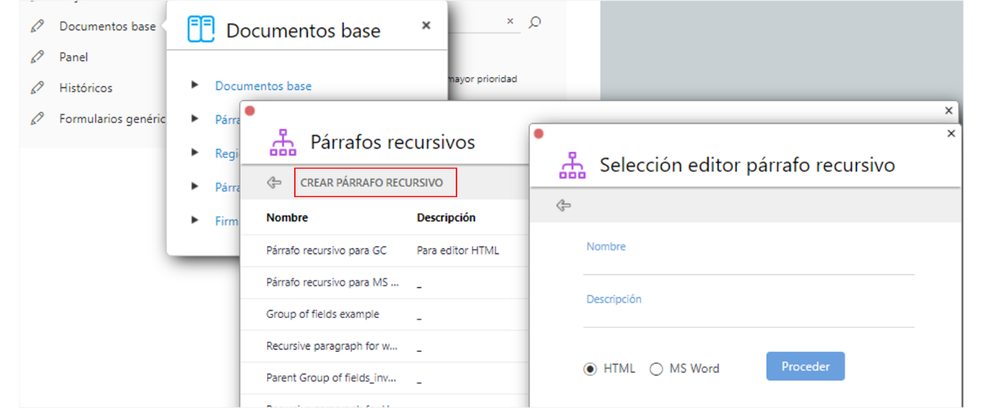 Documentos base
Panel
Históricos
Formularios genéric
Documentos base
×
×
mayor prioridad
Documentos base
Párra
Regi
Párra
Firm
×
Párrafos recursivos
CREAR PÁRRAFO RECURSIVO
Nombre Descripción
Párrafo recursivo para GC Para editor HTML
Párrafo recursivo para MS ... _
Group of fields example _
Recursive paragraph for w... _
Parent Group of fields_inv... _
×
Selección editor párrafo recursivo
Nombre
Descripción
HTML MS Word Proceder